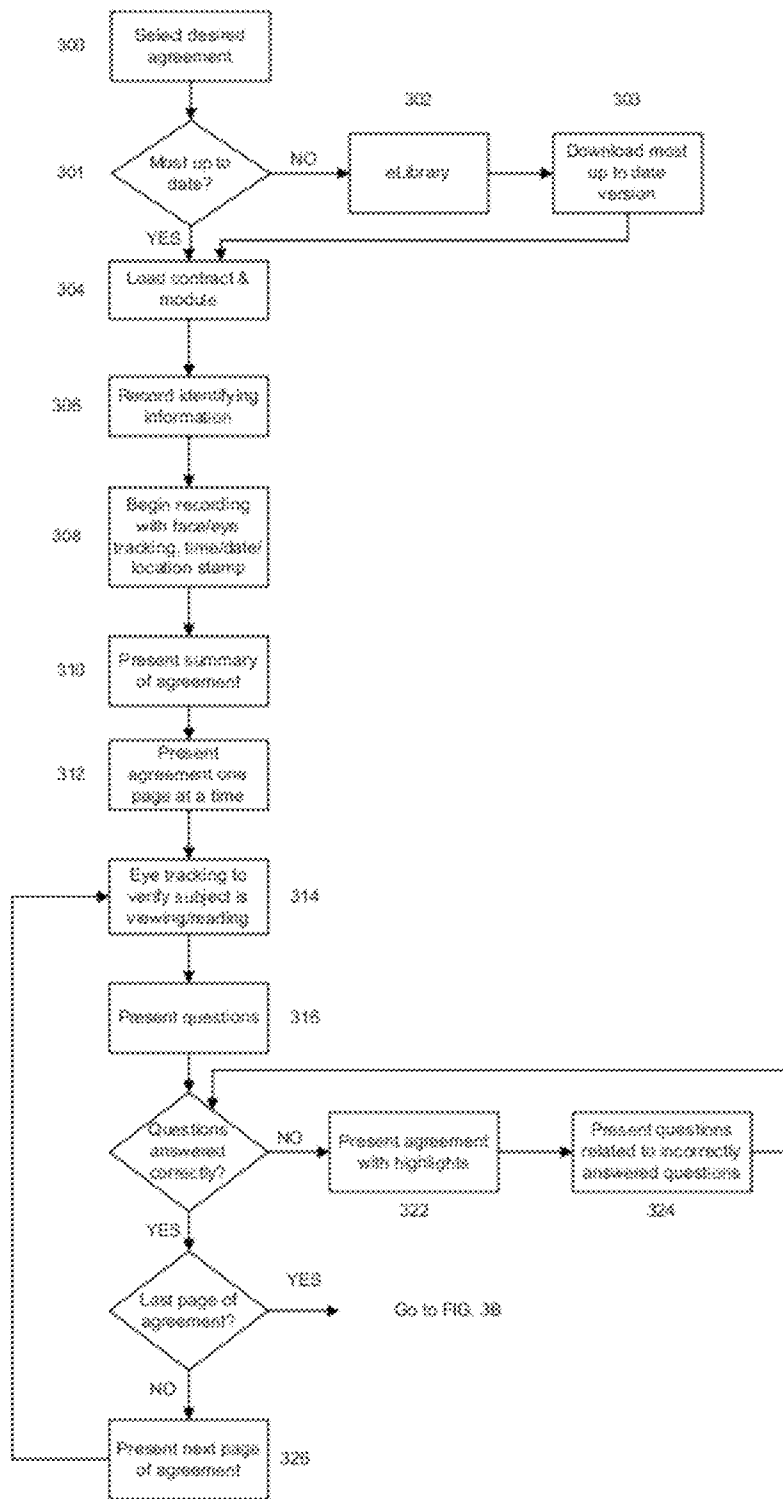 300
Select desired
agreement
302
303
301
Most up to
date?
NO
eLibrary
Download most
up to date
version
YES
304
Load contract &
module
306
Record identifying
information
308
Begin recording
with face/eye
tracking, time/date/
location stamp
310
Present summary
of agreement
312
Present
agreement one
page at a time
Eye tracking to
verify subject is
viewing/reading
314
Present questions
316
Questions
answered
correctly?
NO
Present agreement
with highlights
Present questions
related to incorrectly
answered questions
322
324
YES
Last page of
agreement?
YES
Go to FIG. 3B
NO
Present next page
of agreement
326